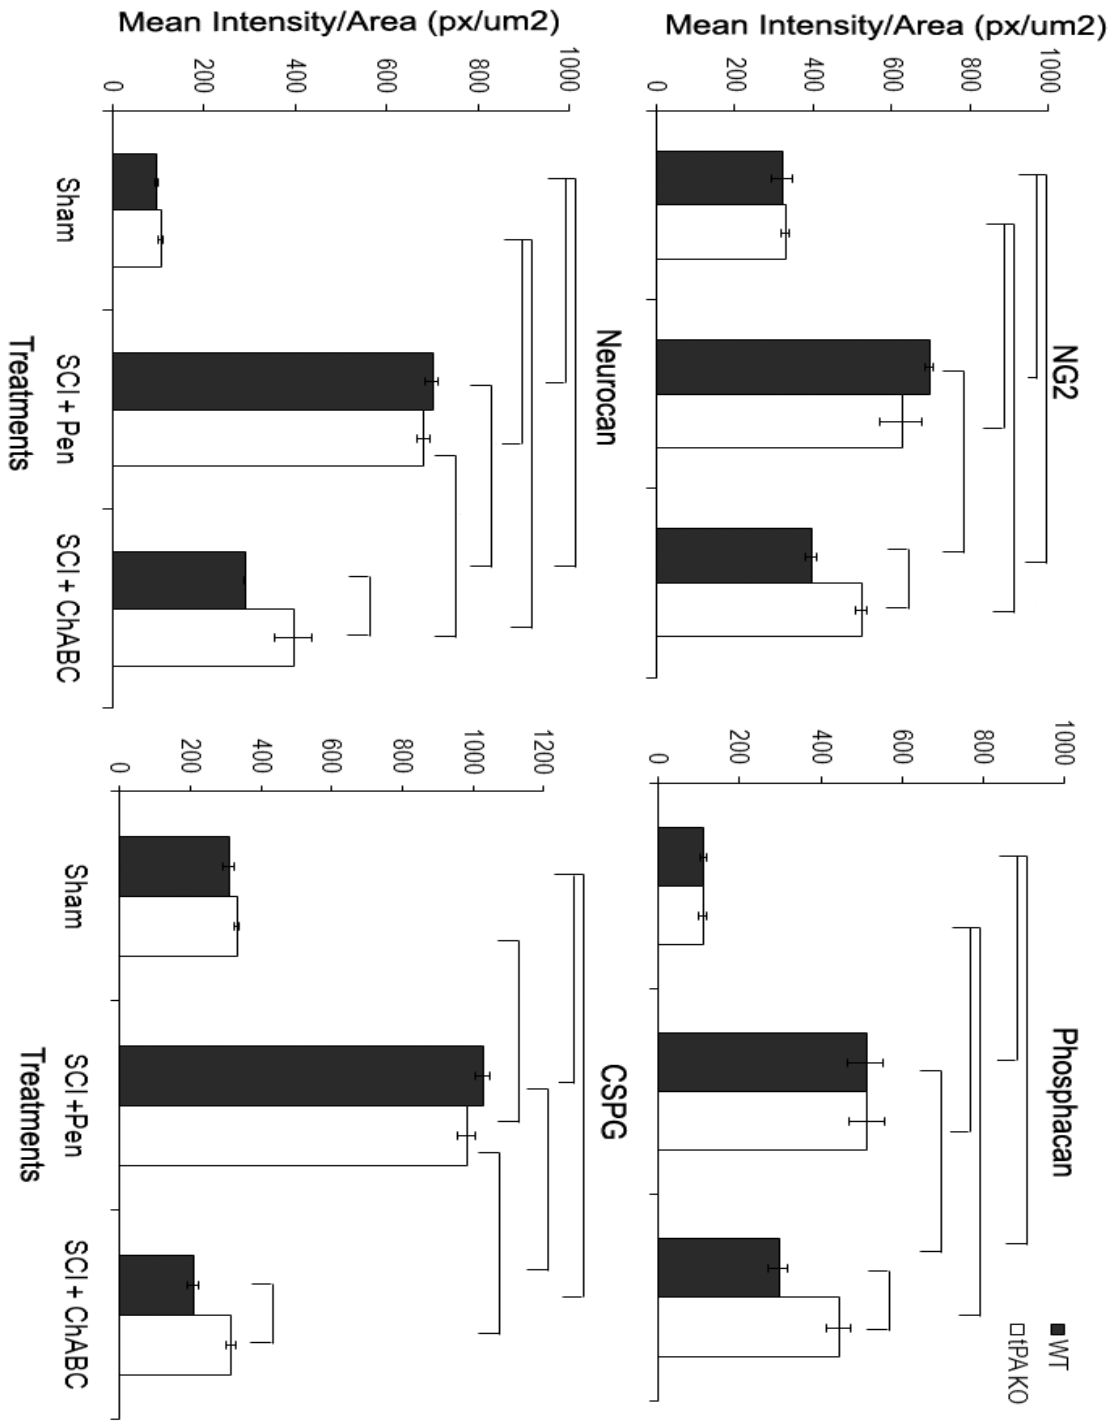 NG2
Mean Intensity/Area (px/um2)
1000
800
600
400
200
0
Phosphacan
WT
tPA KO
1000
800
600
400
200
0
Neurocan
Mean Intensity/Area (px/um2)
1000
800
600
400
200
0
Sham SCI + Pen SCI + ChABC
Treatments
CSPG
1200
1000
800
600
400
200
0
Sham SCI +Pen SCI + ChABC
Treatments